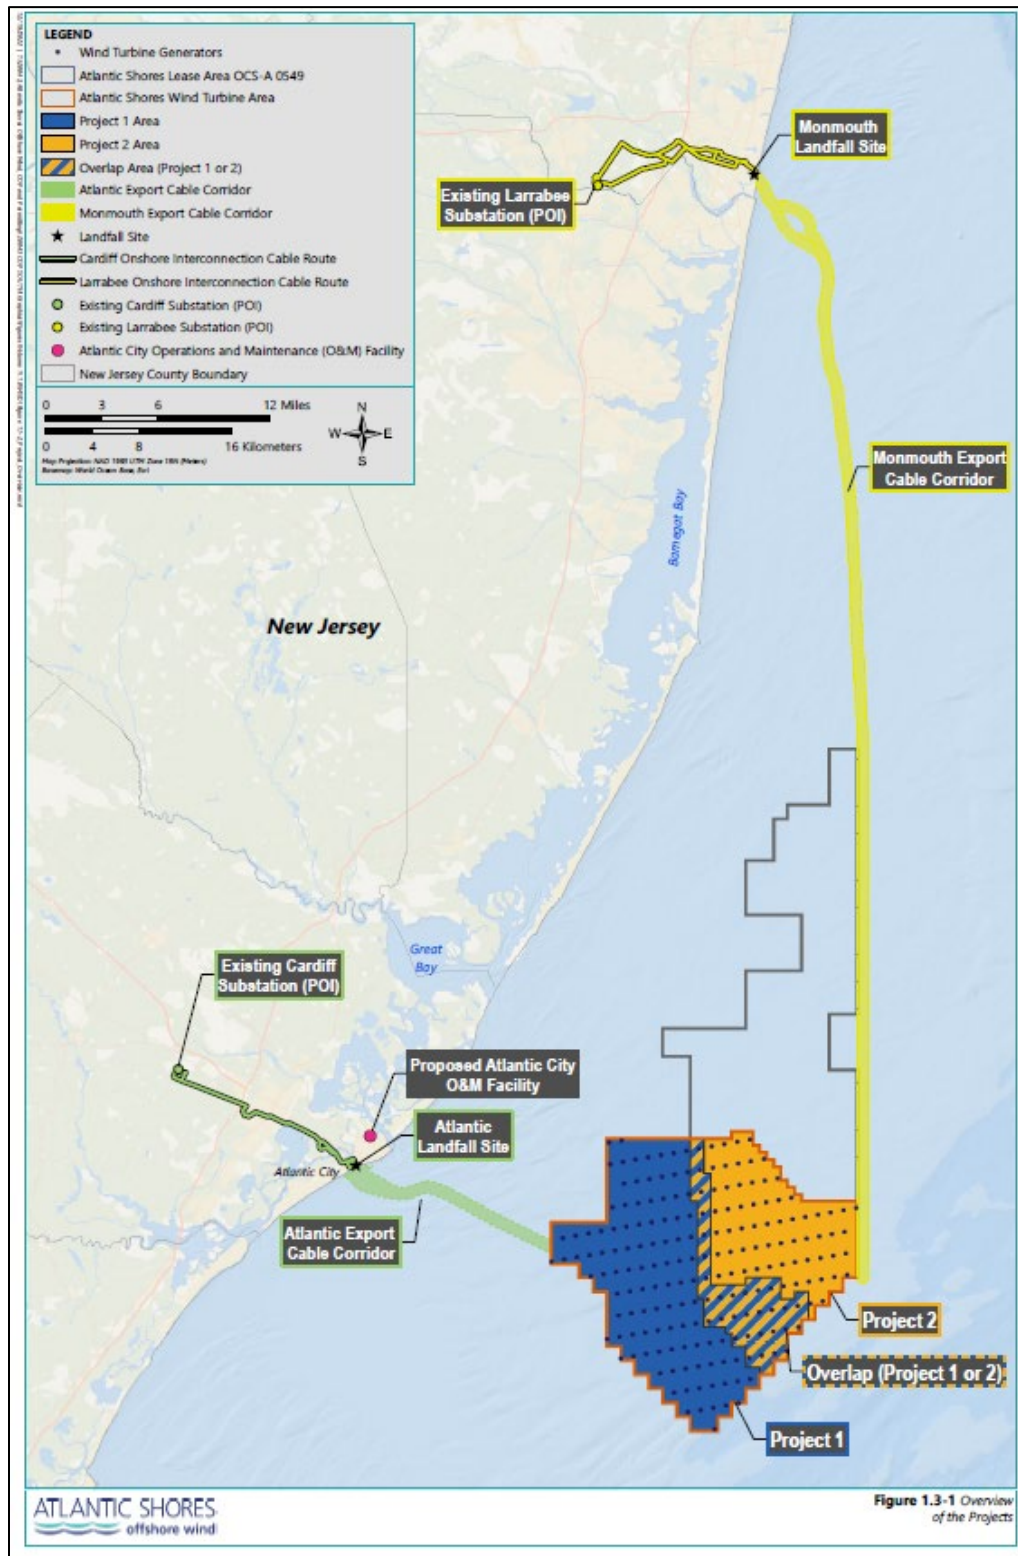 LEGEND
Wind Turbine Generators
Atlantic Shores Lease Area OCS-A 0549
Atlantic Shores Wind Turbine Area
Project 1 Area
Project 2 Area
Overlap Area (Project 1 or 2)
Atlantic Export Cable Corridor
Monmouth Export Cable Corridor
Landfall Site
Cardiff Onshore Interconnection Cable Route
Larrabee Onshore Interconnection Cable Route
Existing Cardiff Substation (POI)
Existing Larrabee Substation (POI)
Atlantic City Operations and Maintenance (O&M) Facility
New Jersey County Boundary
0 3 6 12 Miles
0 4 8 16 Kilometers
N
W E
S
Monmouth
Landfall Site
Existing Larrabee
Substation (POI)
Monmouth Export
Cable Corridor
Barnegat Bay
New Jersey
Great
Bay
Existing Cardiff
Substation (POI)
Proposed Atlantic City
O&M Facility
Atlantic
Landfall Site
Atlantic City
Atlantic Export
Cable Corridor
Project 2
Overlap (Project 1 or 2)
Project 1
ATLANTIC SHORES
offshore wind
Figure 1.3-1 Overview
of the Projects